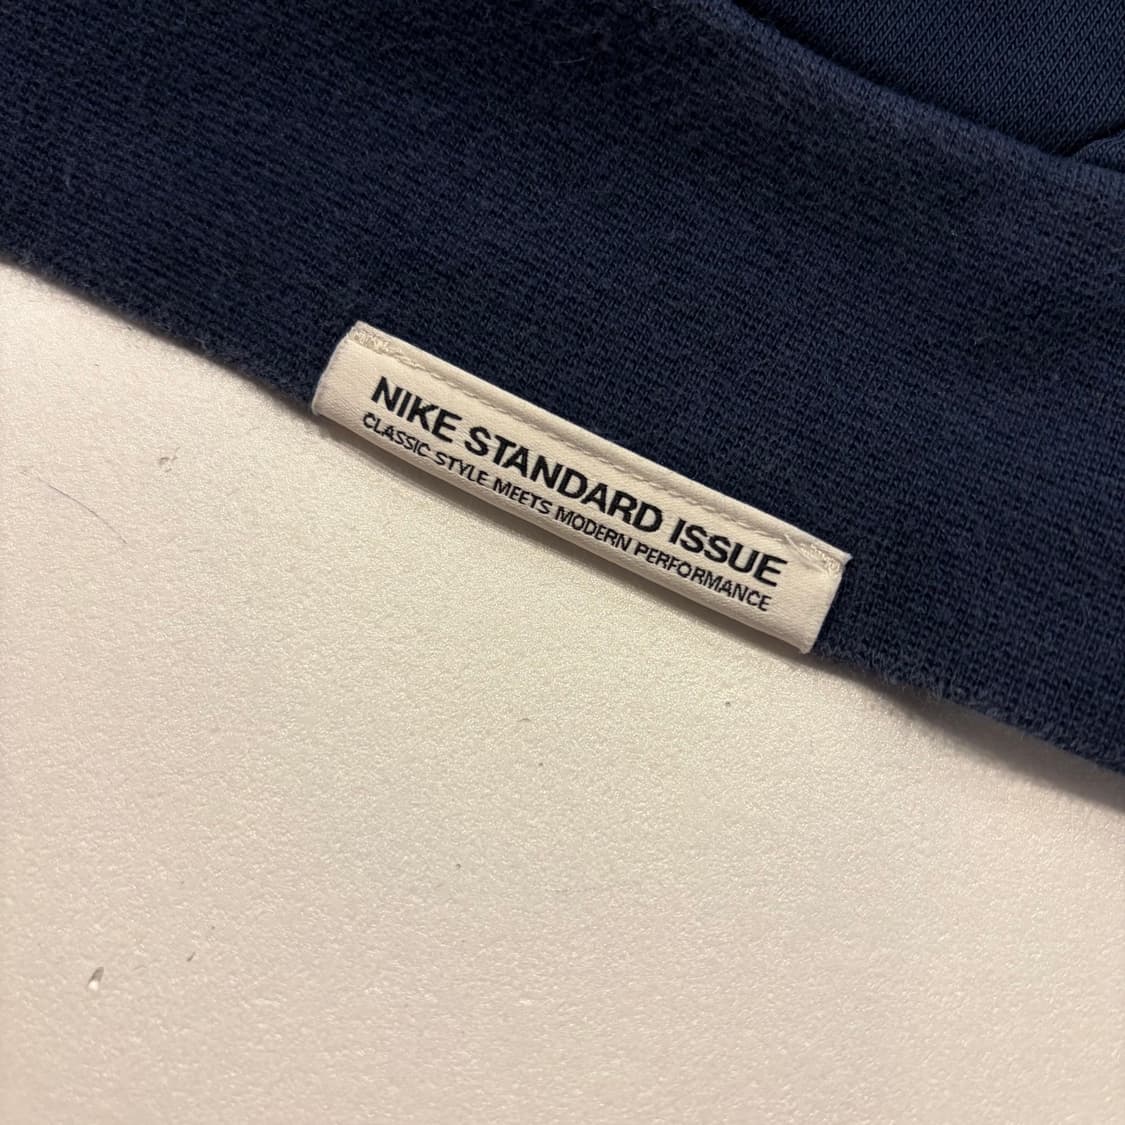 NIKE STANDARD ISSUE
CLASSIC STYLE MEETS MODERN PERFORMANCE